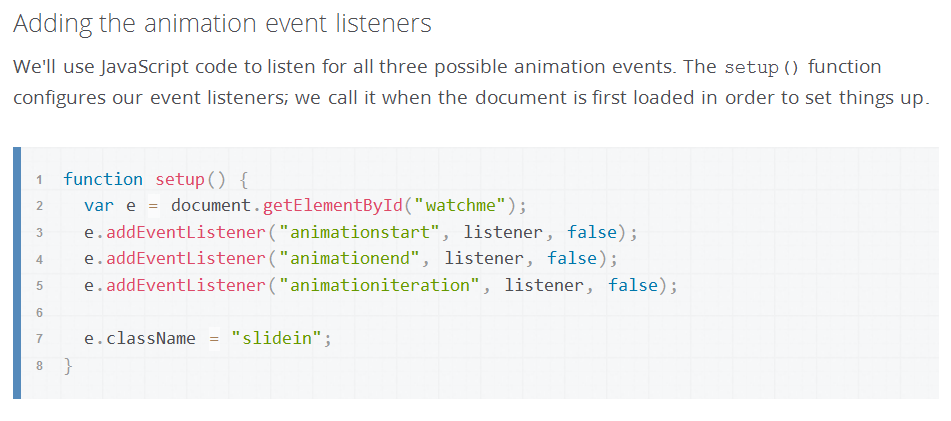 Adding the animation event listeners
We'll use JavaScript code to listen for all three possible animation events. The setup() function
configures our event listeners; we call it when the document is first loaded in order to set things up.
1 function setup() {
2   var e = document.getElementById("watchme");
3   e.addEventListener("animationstart", listener, false);
4   e.addEventListener("animationend", listener, false);
5   e.addEventListener("animationiteration", listener, false);
6
7   e.className = "slidein";
8 }